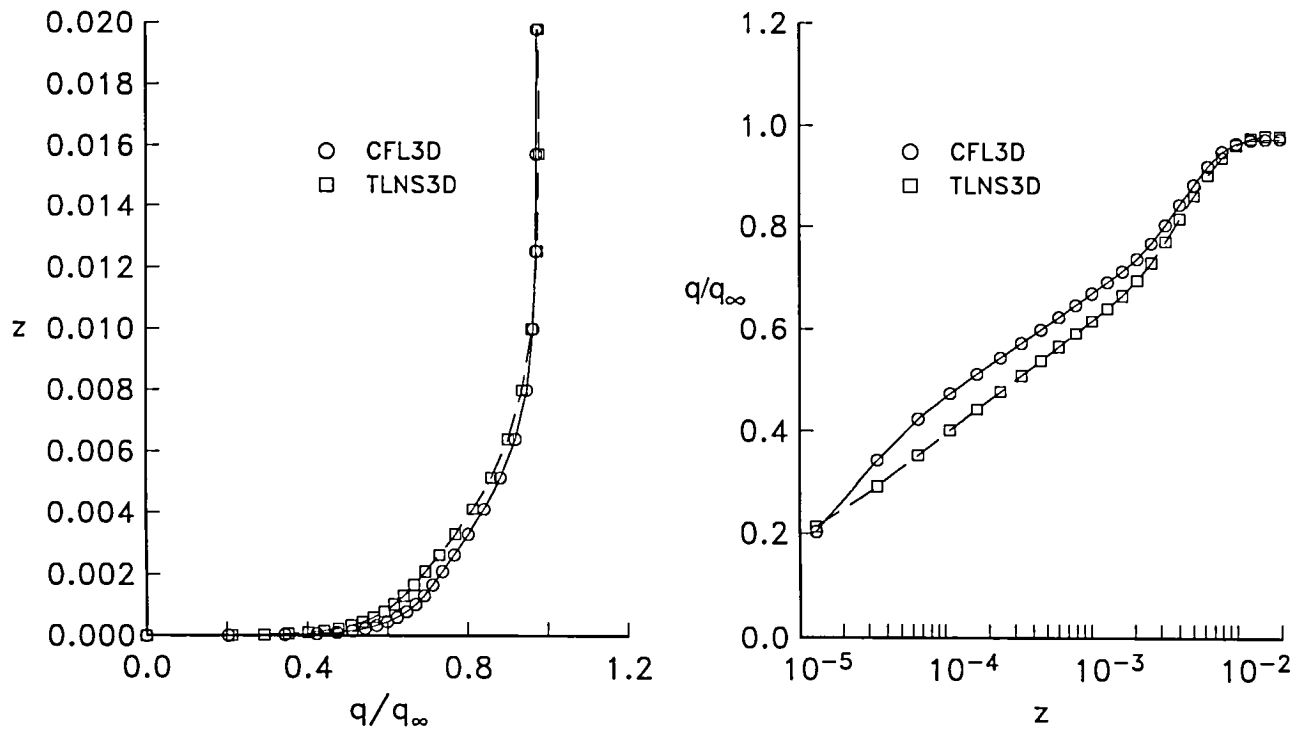 0.020
0.018
0.016
0.014
0.012
0.010
0.008
0.006
0.004
0.002
0.000
z
○ CFL3D
□ TLNS3D
0.0 0.4 0.8 1.2
q/q∞
1.2
1.0
0.8
0.6
0.4
0.2
0.0
q/q∞
○ CFL3D
□ TLNS3D
10⁻⁵ 10⁻⁴ 10⁻³ 10⁻²
z